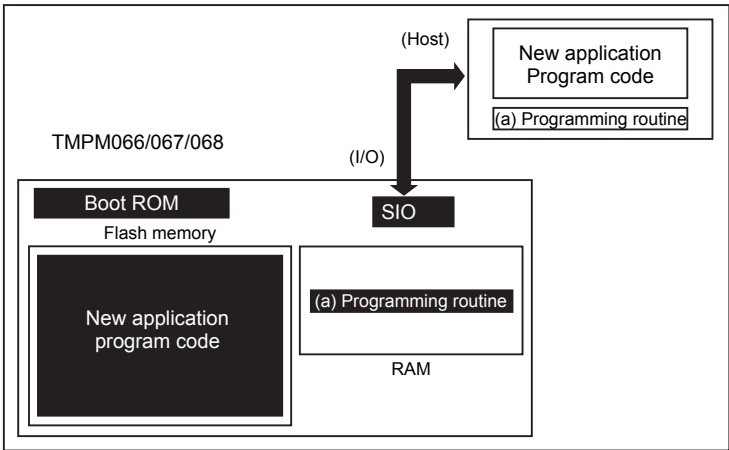 (Host)
New application
Program code
(a) Programming routine
TMPM066/067/068
(I/O)
Boot ROM
SIO
Flash memory
(a) Programming routine
New application
program code
RAM